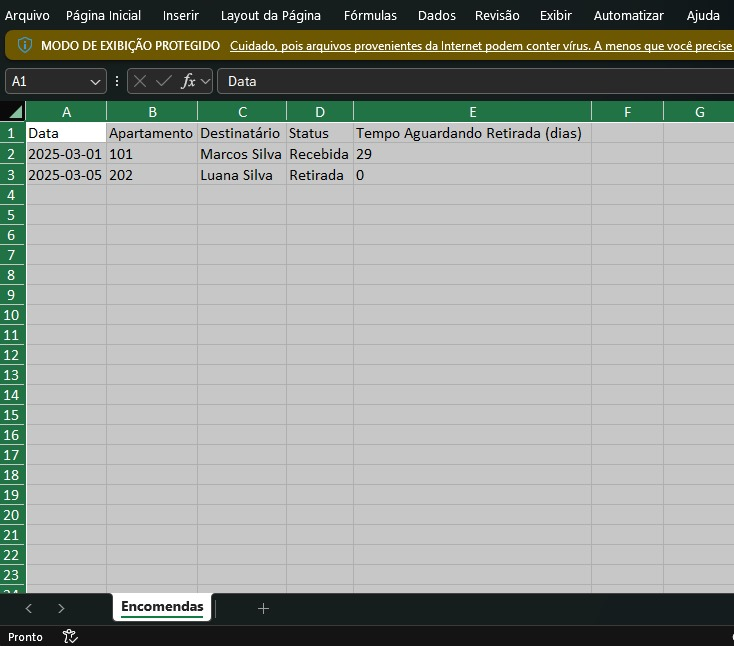 Arquivo Página Inicial Inserir Layout da Página Fórmulas Dados Revisão Exibir Automatizar Ajuda
MODO DE EXIBIÇÃO PROTEGIDO Cuidado, pois arquivos provenientes da Internet podem conter vírus. A menos que você precise
A1 fx Data
A B C D E F G
1 Data Apartamento Destinatário Status Tempo Aguardando Retirada (dias)
2 2025-03-01 101 Marcos Silva Recebida 29
3 2025-03-05 202 Luana Silva Retirada 0
4
5
6
7
8
9
10
11
12
13
14
15
16
17
18
19
20
21
22
23
24
Encomendas
Pronto